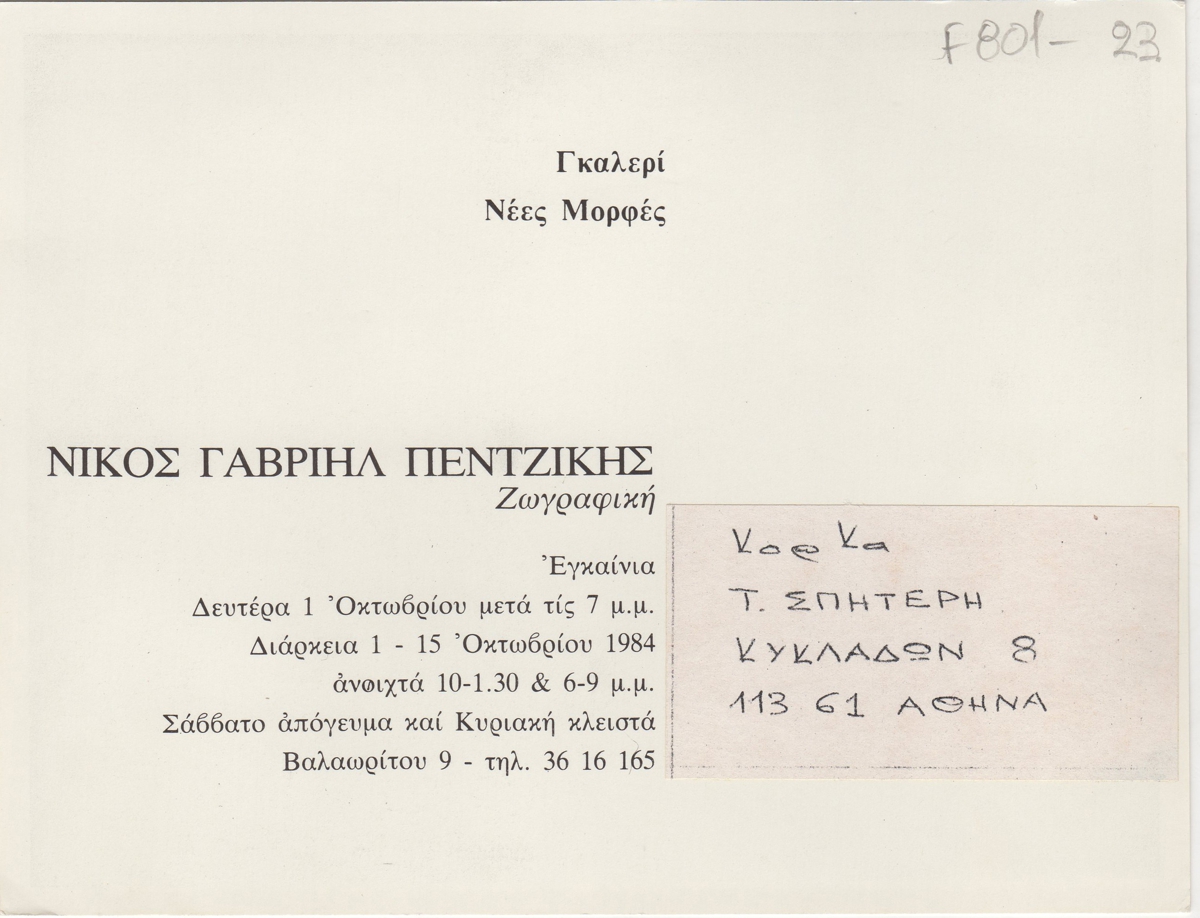 F801- 23
Γκαλερί
Νέες Μορφές
ΝΙΚΟΣ ΓΑΒΡΙΗΛ ΠΕΝΤΖΙΚΗΣ
Ζωγραφική
Ἐγκαίνια
Δευτέρα 1 Ὀκτωβρίου μετά τίς 7 μ.μ.
Διάρκεια 1 - 15 Ὀκτωβρίου 1984
ἀνοιχτά 10-1.30 & 6-9 μ.μ.
Σάββατο ἀπόγευμα καί Κυριακή κλειστά
Βαλαωρίτου 9 - τηλ. 36 16 165
Κον Κα
Τ. ΣΠΗΤΕΡΗ
ΚΥΚΛΑΔΩΝ 8
113 61 ΑΘΗΝΑ